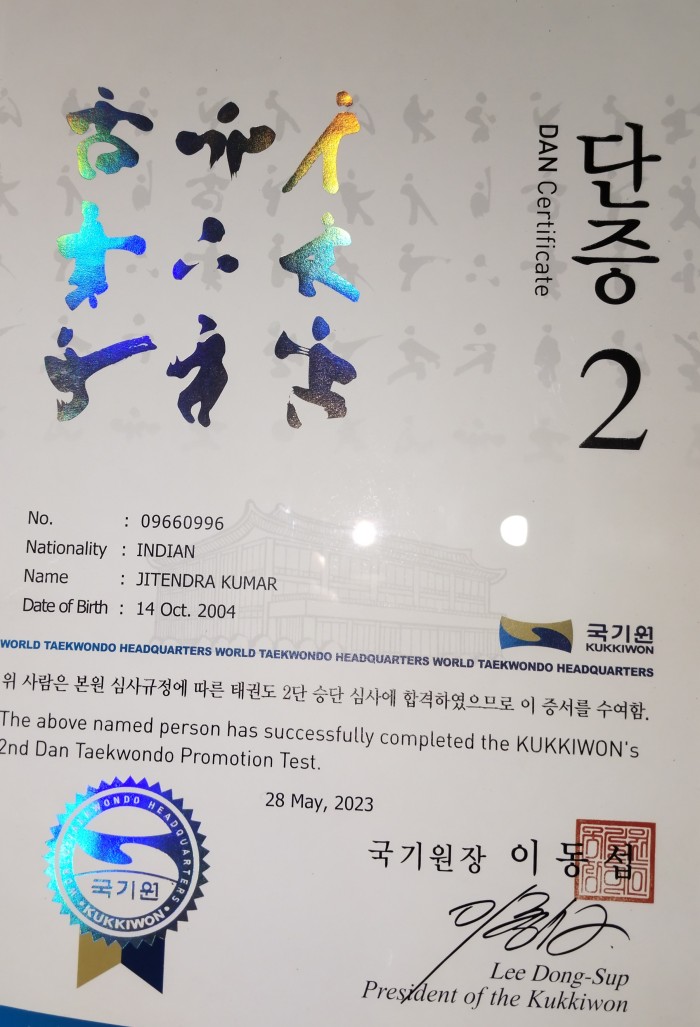 단증 2
DAN Certificate
No. : 09660996
Nationality : INDIAN
Name : JITENDRA KUMAR
Date of Birth : 14 Oct. 2004
국기원
KUKKIWON
WORLD TAEKWONDO HEADQUARTERS WORLD TAEKWONDO HEADQUARTERS WORLD TAEKWONDO HEADQUARTERS
위 사람은 본원 심사규정에 따른 태권도 2단 승단 심사에 합격하였으므로 이 증서를 수여함.
The above named person has successfully completed the KUKKIWON's
2nd Dan Taekwondo Promotion Test.
28 May, 2023
WORLD TAEKWONDO HEADQUARTERS
국기원
KUKKIWON
국기원장 이동섭
Lee Dong-Sup
President of the Kukkiwon